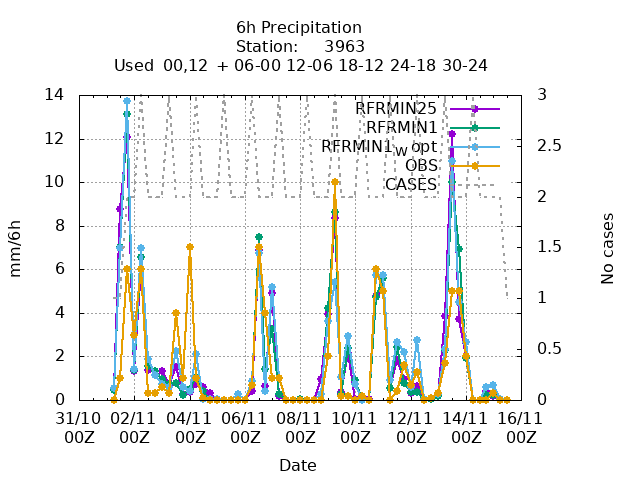 6h Precipitation
Station: 3963
Used 00,12 + 06-00 12-06 18-12 24-18 30-24
14 3
RFRMIN25
12 2.5
RFRMIN1
RFRMIN1_W opt
10 OBS 2
CASES
8 1.5
6 1
4 0.5
2
0 0
mm/6h
No cases
31/10 02/11 04/11 06/11 08/11 10/11 12/11 14/11 16/11
00Z 00Z 00Z 00Z 00Z 00Z 00Z 00Z 00Z
Date